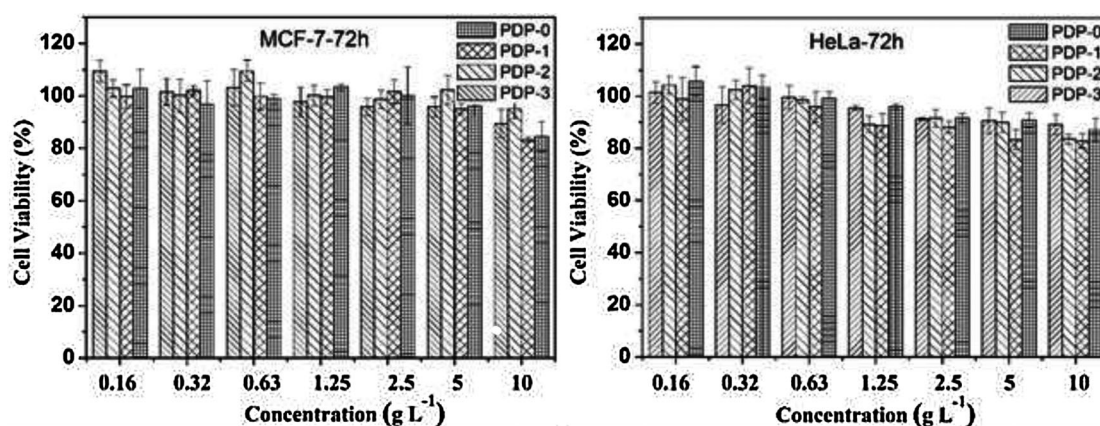 MCF-7-72h
PDP-0
PDP-1
PDP-2
PDP-3
Cell Viability (%)
120
100
80
60
40
20
0
0.16 0.32 0.63 1.25 2.5 5 10
Concentration (g L⁻¹)
HeLa-72h
PDP-0
PDP-1
PDP-2
PDP-3
Cell Viability (%)
120
100
80
60
40
20
0
0.16 0.32 0.63 1.25 2.5 5 10
Concentration (g L⁻¹)